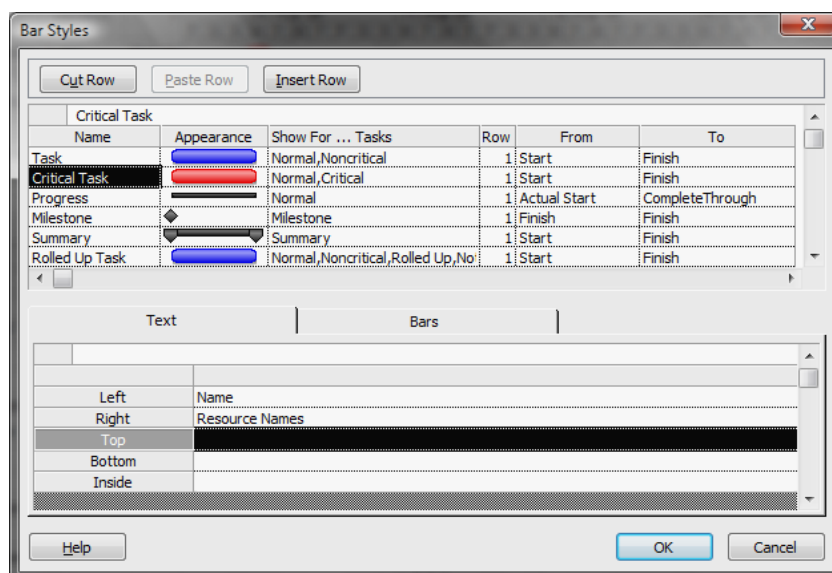 Bar Styles
Cut Row Paste Row Insert Row
Critical Task
Name Appearance Show For ... Tasks Row From To
Task Normal,Noncritical 1 Start Finish
Critical Task Normal,Critical 1 Start Finish
Progress Normal 1 Actual Start CompleteThrough
Milestone Milestone 1 Finish Finish
Summary Summary 1 Start Finish
Rolled Up Task Normal,Noncritical,Rolled Up,No 1 Start Finish
Text Bars
Left Name
Right Resource Names
Top
Bottom
Inside
Help OK Cancel